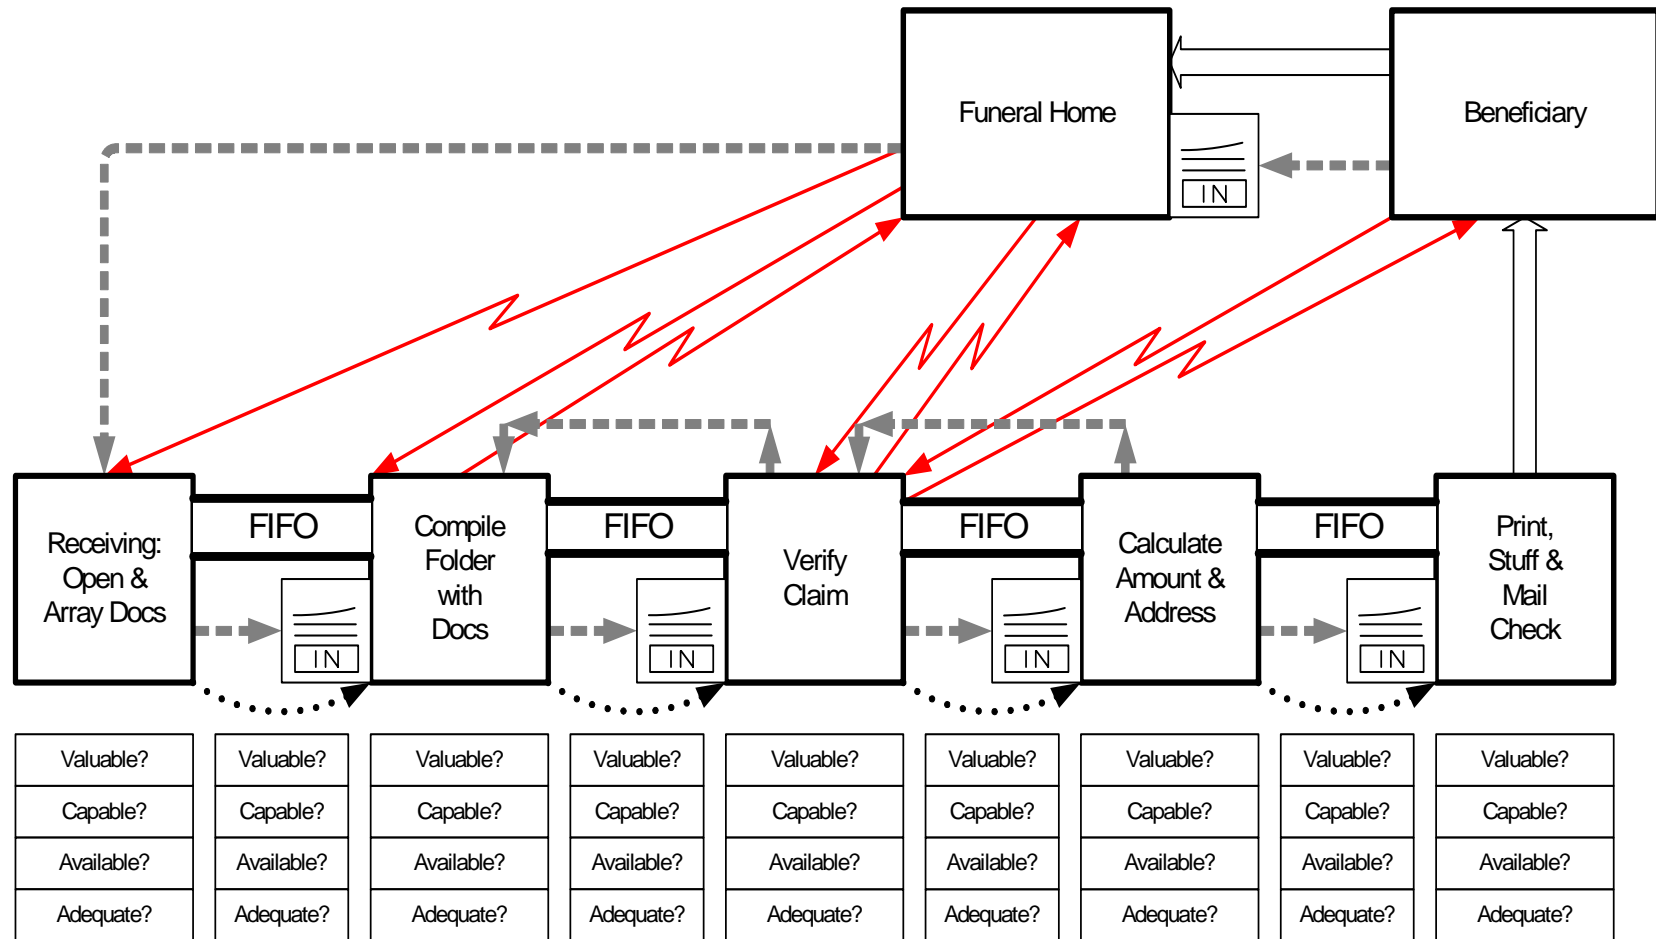 Funeral Home
Beneficiary
IN
Receiving:
Open &
Array Docs
FIFO
IN
Compile
Folder
with
Docs
FIFO
IN
Verify
Claim
FIFO
IN
Calculate
Amount &
Address
FIFO
IN
Print,
Stuff &
Mail
Check
Valuable? Valuable? Valuable? Valuable? Valuable? Valuable? Valuable? Valuable? Valuable?
Capable? Capable? Capable? Capable? Capable? Capable? Capable? Capable? Capable?
Available? Available? Available? Available? Available? Available? Available? Available? Available?
Adequate? Adequate? Adequate? Adequate? Adequate? Adequate? Adequate? Adequate? Adequate?